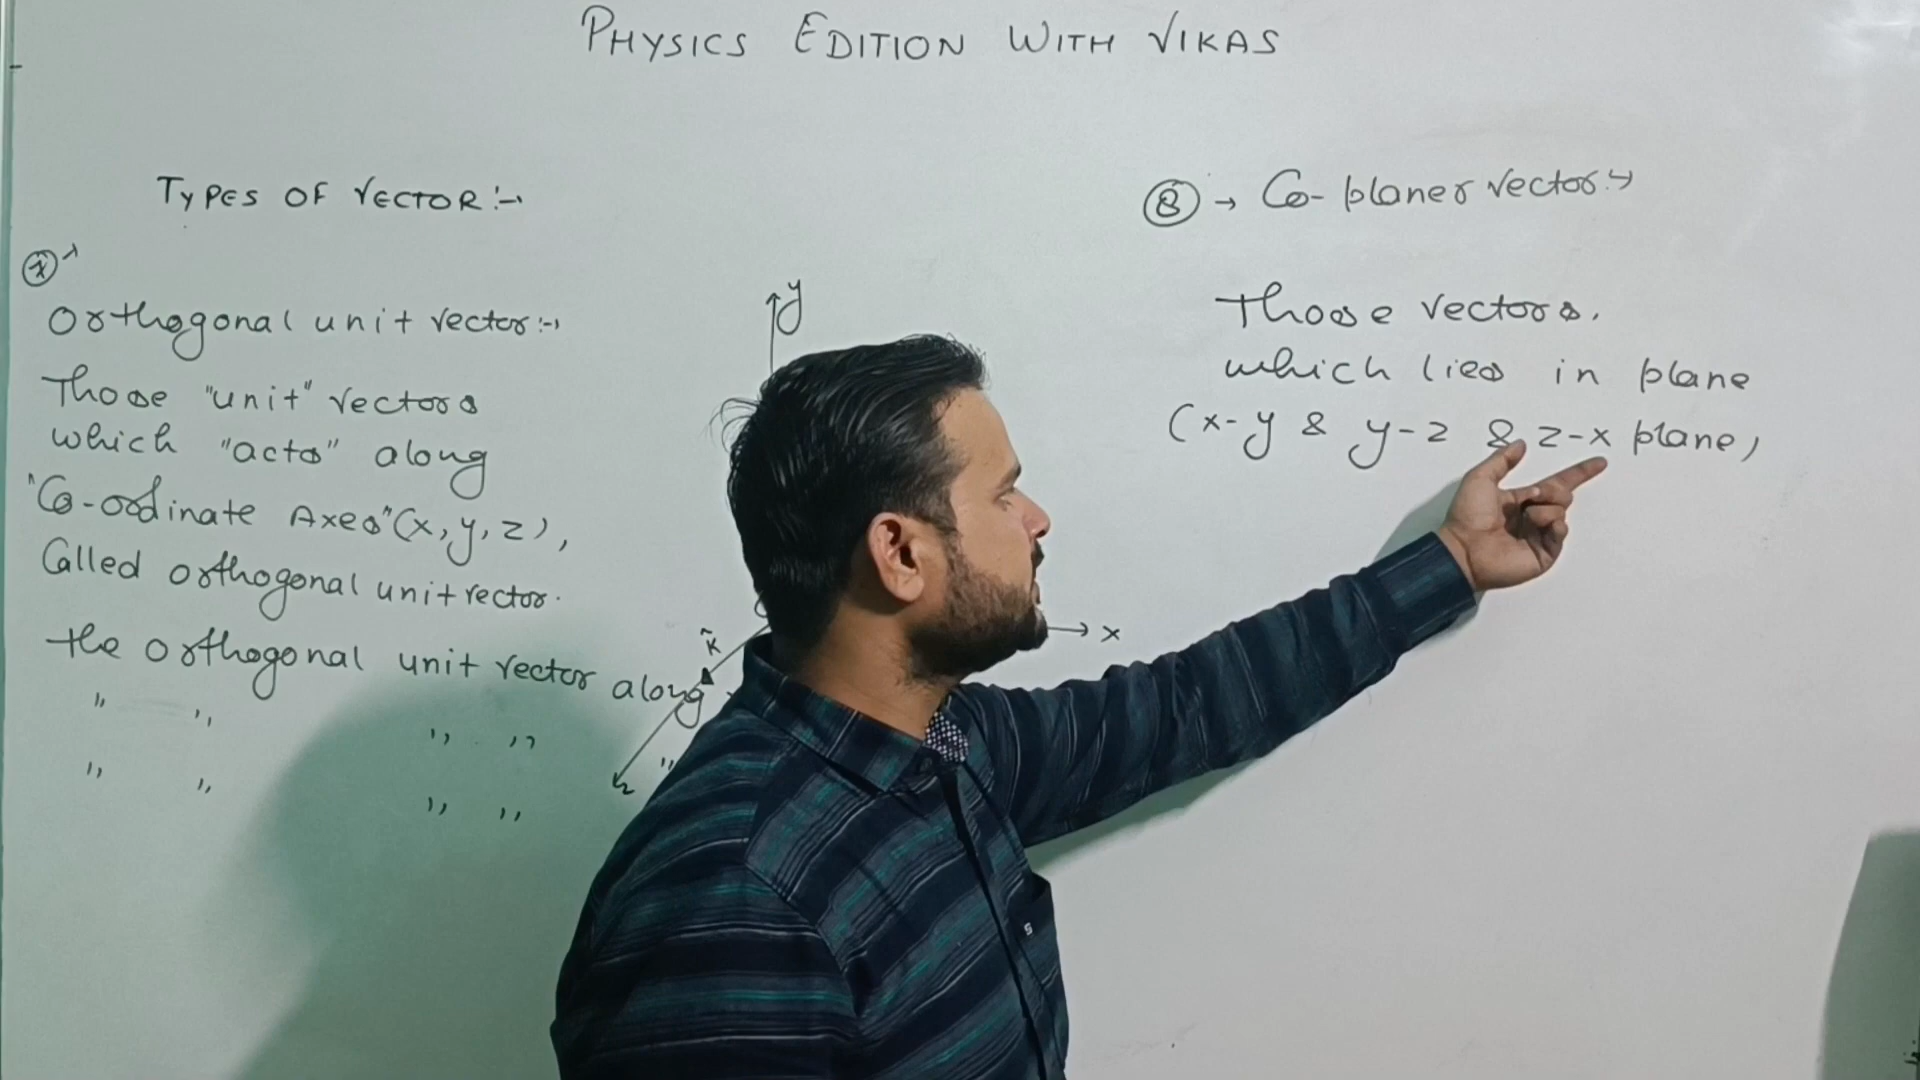 PHYSICS EDITION WITH VIKAS
TYPES OF VECTOR:→
Orthogonal unit vector:→
Those "unit" vectors
which "acts" along
"Co-ordinate Axes" (x, y, z),
Called orthogonal unit vector.
the orthogonal unit vector along
" " " "
" " " " "
y
x
k̂
z
⑧ → Co-planer vector:→
Those vectors,
which lies in plane
(x-y & y-z & z-x plane)